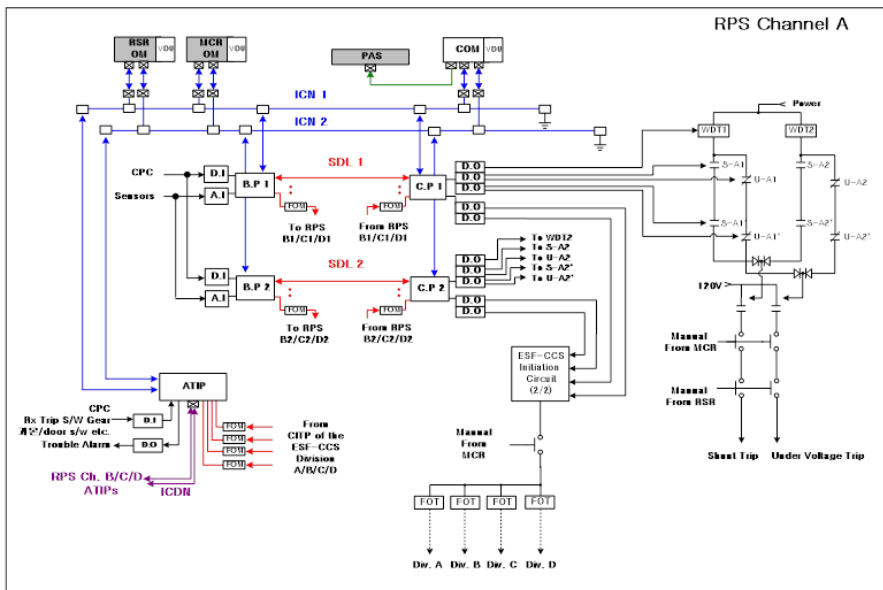 RPS Channel A
RSR OM VDU
MCR OM VDU
PAS
COM VDU
ICN 1
ICN 2
Power
WDT1
WDT2
S-A1
U-A1
S-A2
U-A2
S-A1'
U-A1'
S-A2'
U-A2'
120V
CPC
Sensors
D.I
A.I
B.P 1
SDL 1
C.P 1
D.O
D.O
D.O
D.O
D.O
D.O
FOM
FOM
To RPS
B1/C1/D1
From RPS
B1/C1/D1
D.I
A.I
B.P 2
SDL 2
C.P 2
D.O
D.O
D.O
D.O
D.O
To WDT2
To S-A2
To U-A2
To S-A2'
To U-A2'
FOM
FOM
To RPS
B2/C2/D2
From RPS
B2/C2/D2
Manual
From MCR
Manual
From RSR
Shunt Trip
Under Voltage Trip
ESF-CCS
Initiation
Circuit
(2/2)
Manual
From
MCR
FOT
FOT
FOT
FOT
Div. A
Div. B
Div. C
Div. D
ATIP
CPC
Rx Trip S/W Gear
/door s/w etc.
D.I
Trouble Alarm
D.O
FOM
FOM
FOM
FOM
From
CITP of the
ESF-CCS
Division
A/B/C/D
RPS Ch. B/C/D
ATIPs
ICDN